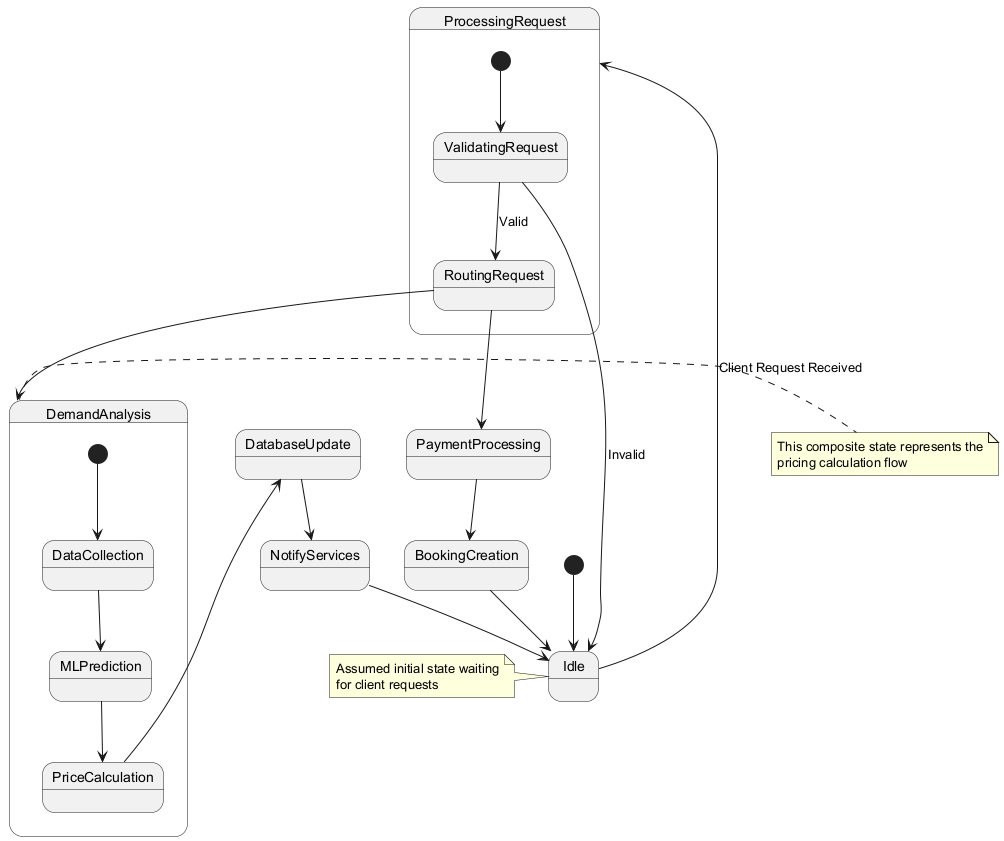 ProcessingRequest
ValidatingRequest
Valid
RoutingRequest
Client Request Received
DemandAnalysis
DatabaseUpdate
PaymentProcessing
This composite state represents the
pricing calculation flow
Invalid
DataCollection
NotifyServices
BookingCreation
MLPrediction
Assumed initial state waiting
for client requests
Idle
PriceCalculation